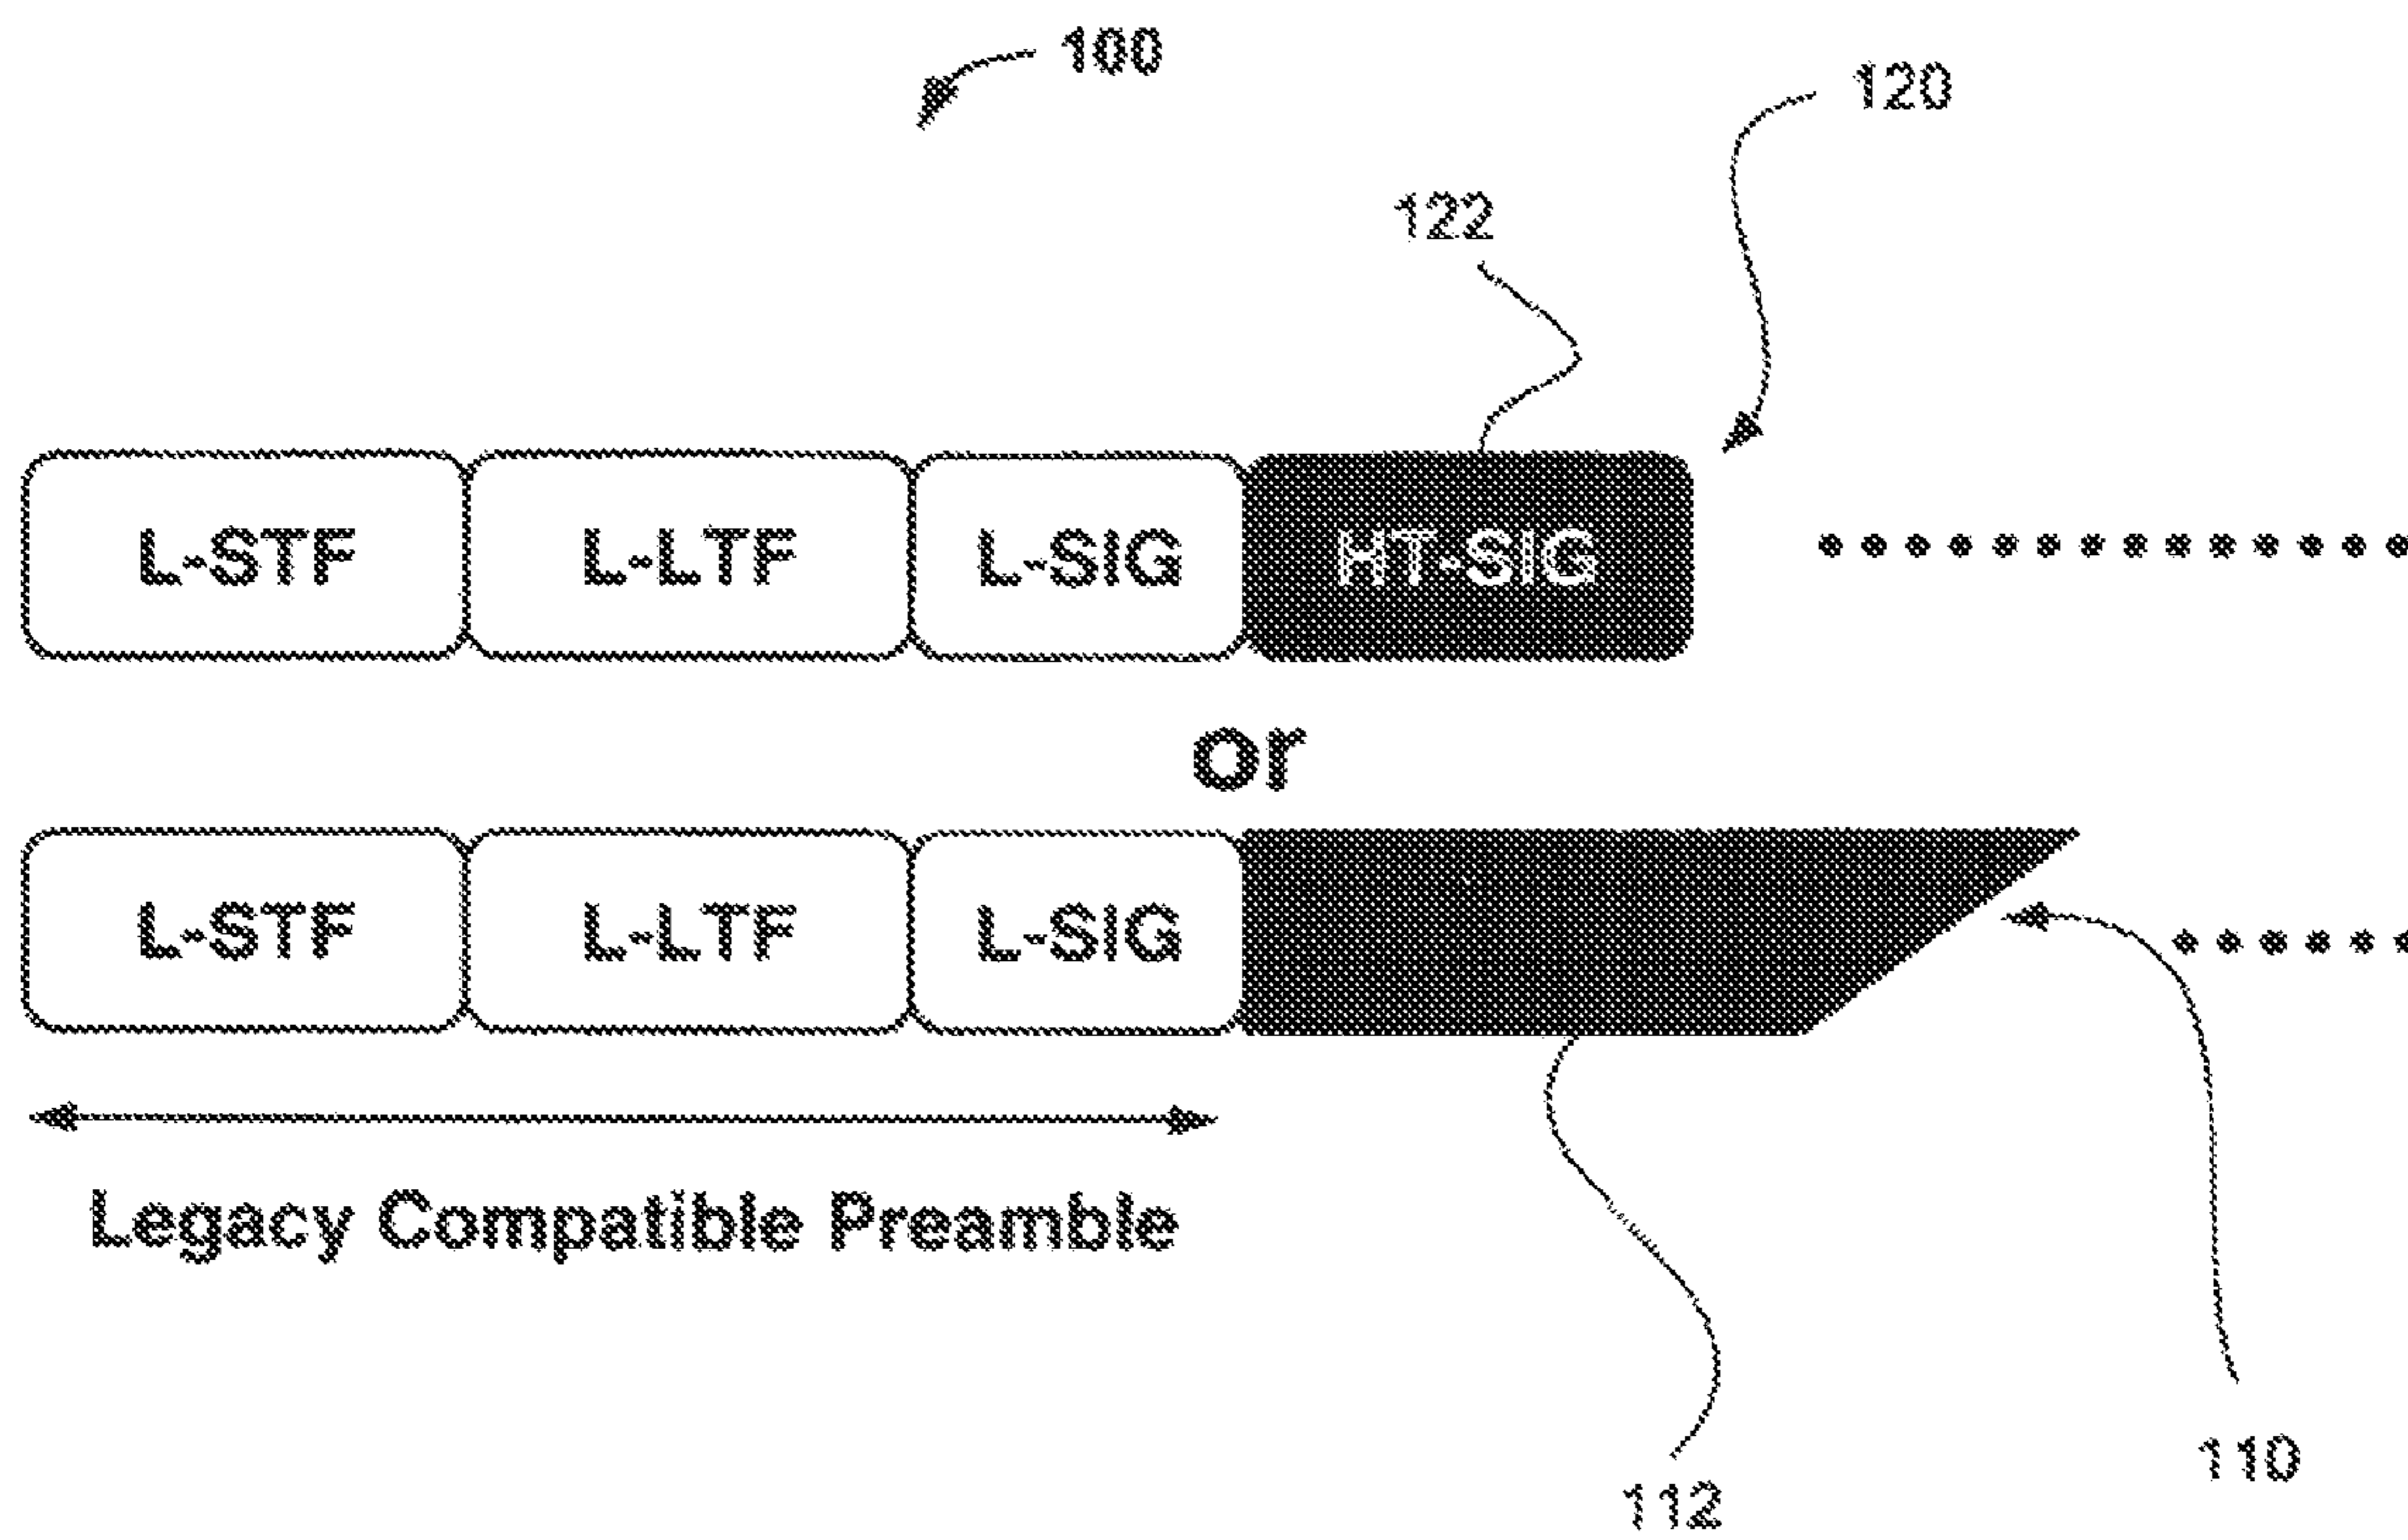 100
120
122
L-STF L-LTF L-SIG HT-SIG
or
L-STF L-LTF L-SIG
Legacy Compatible Preamble
110
112